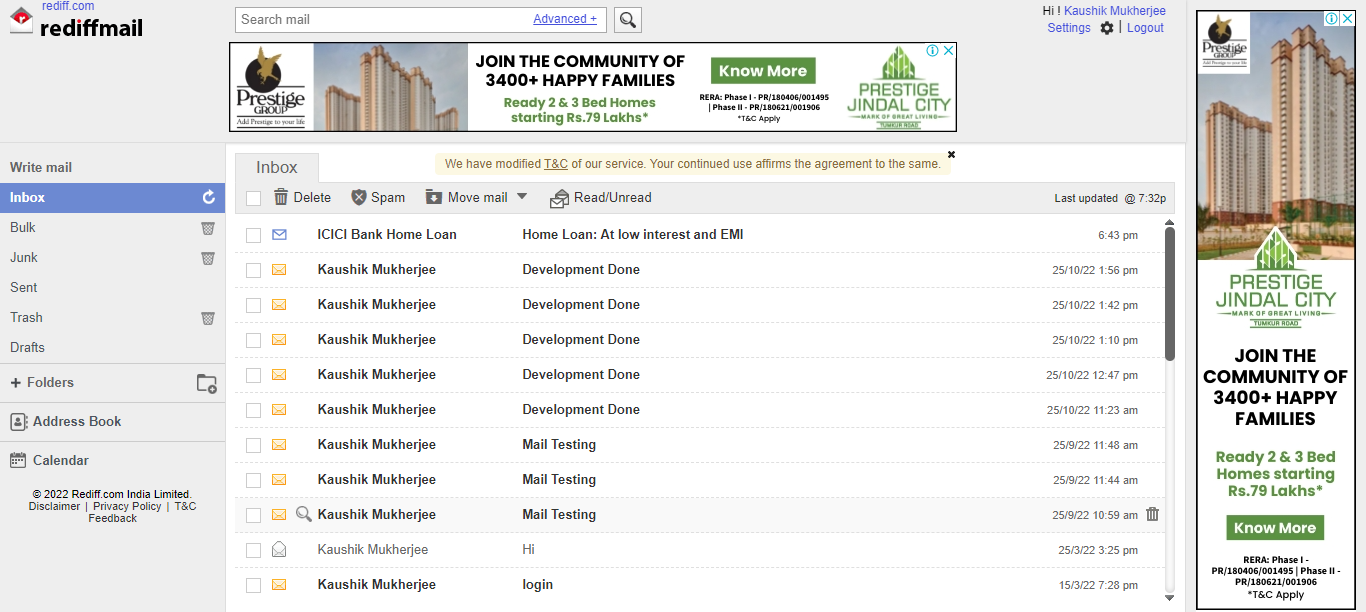 rediff.com
rediffmail
Search mail
Advanced +
Hi ! Kaushik Mukherjee
Settings | Logout
Prestige
GROUP
Add Prestige to your life
JOIN THE COMMUNITY OF
3400+ HAPPY FAMILIES
Ready 2 & 3 Bed Homes
starting Rs.79 Lakhs*
Know More
RERA: Phase I - PR/180406/001495
| Phase II - PR/180621/001906
*T&C Apply
PRESTIGE
JINDAL CITY
MARK OF GREAT LIVING
TUMKUR ROAD
Write mail
Inbox
Bulk
Junk
Sent
Trash
Drafts
+ Folders
Address Book
Calendar
© 2022 Rediff.com India Limited.
Disclaimer | Privacy Policy | T&C
Feedback
Inbox
We have modified T&C of our service. Your continued use affirms the agreement to the same.
Delete Spam Move mail Read/Unread
Last updated @ 7:32p
ICICI Bank Home Loan Home Loan: At low interest and EMI 6:43 pm
Kaushik Mukherjee Development Done 25/10/22 1:56 pm
Kaushik Mukherjee Development Done 25/10/22 1:42 pm
Kaushik Mukherjee Development Done 25/10/22 1:10 pm
Kaushik Mukherjee Development Done 25/10/22 12:47 pm
Kaushik Mukherjee Development Done 25/10/22 11:23 am
Kaushik Mukherjee Mail Testing 25/9/22 11:48 am
Kaushik Mukherjee Mail Testing 25/9/22 11:44 am
Kaushik Mukherjee Mail Testing 25/9/22 10:59 am
Kaushik Mukherjee Hi 25/3/22 3:25 pm
Kaushik Mukherjee login 15/3/22 7:28 pm
Prestige
GROUP
Add Prestige to your life
PRESTIGE
JINDAL CITY
MARK OF GREAT LIVING
TUMKUR ROAD
JOIN THE
COMMUNITY OF
3400+ HAPPY
FAMILIES
Ready 2 & 3 Bed
Homes starting
Rs.79 Lakhs*
Know More
RERA: Phase I -
PR/180406/001495 | Phase II -
PR/180621/001906
*T&C Apply